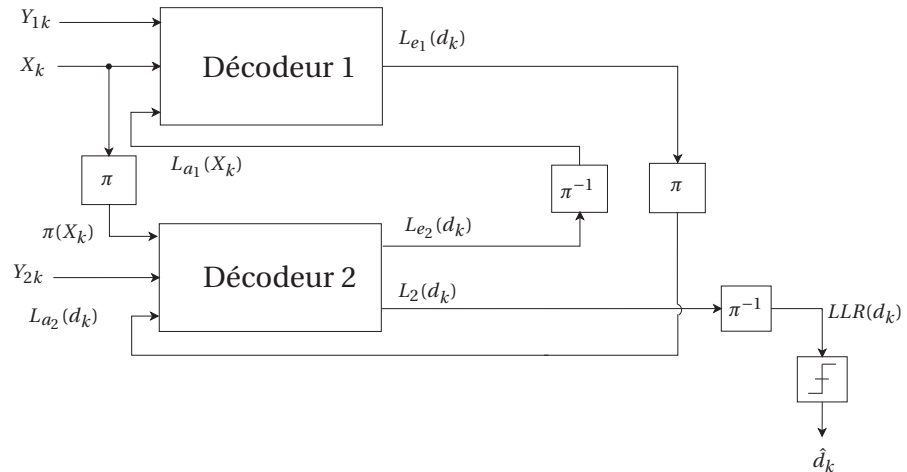 Y₁ₖ
Xₖ
Décodeur 1
Lₑ₁(dₖ)
Lₐ₁(Xₖ)
π
π⁻¹
π
π(Xₖ)
Y₂ₖ
Lₐ₂(dₖ)
Décodeur 2
Lₑ₂(dₖ)
L₂(dₖ)
π⁻¹
LLR(dₖ)
d̂ₖ